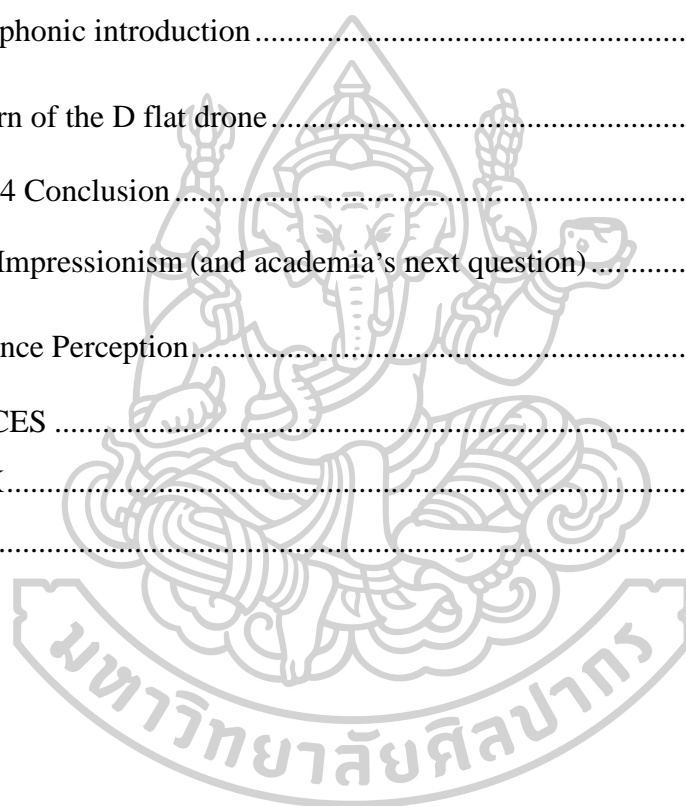 phonic introduction ........................................................
rn of the D flat drone ......................................................
4 Conclusion ..................................................................
Impressionism (and academia’s next question) ............
nce Perception ...............................................................
CES ................................................................................
.......................................................................................
.......................................................................................
มหาวิทยาลัยศิลปากร